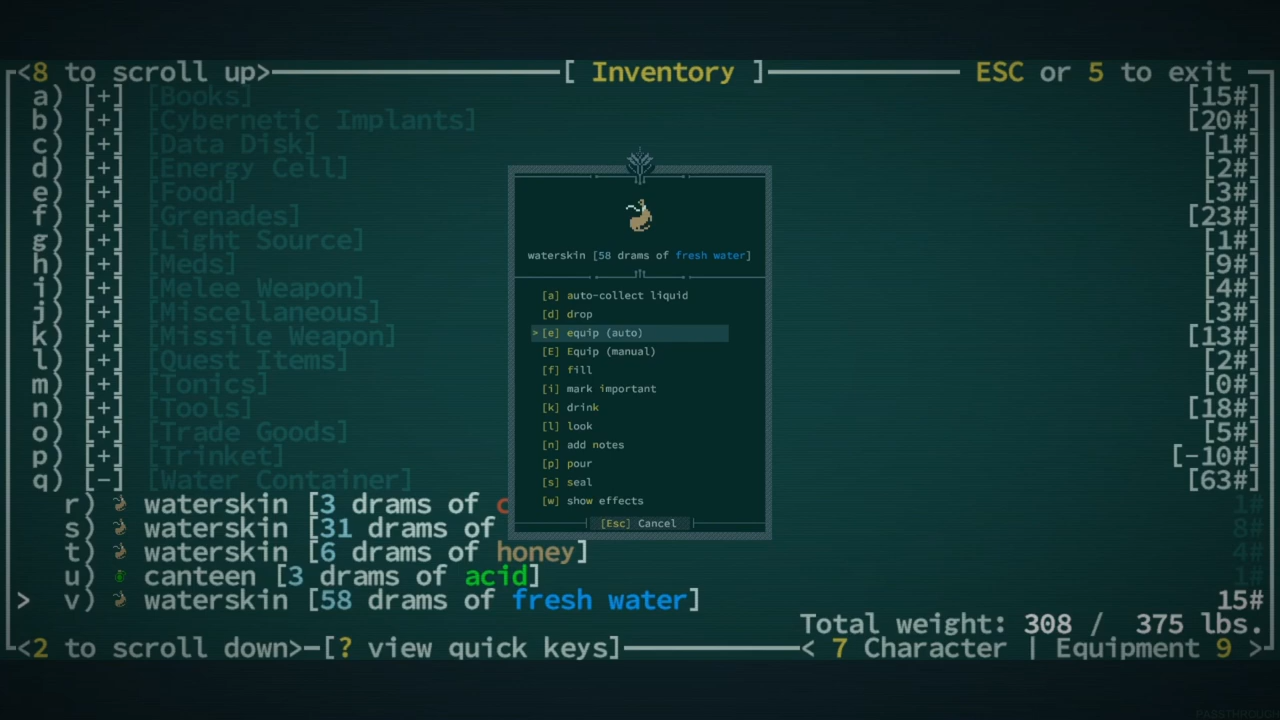 <8 to scroll up> [ Inventory ] ESC or 5 to exit
a) [+] [Books] [15#]
b) [+] [Cybernetic Implants] [20#]
c) [+] [Data Disk] [1#]
d) [+] [Energy Cell] [2#]
e) [+] [Food] [3#]
f) [+] [Grenades] [23#]
g) [+] [Light Source] [1#]
h) [+] [Meds] [9#]
i) [+] [Melee Weapon] [4#]
j) [+] [Miscellaneous] [3#]
k) [+] [Missile Weapon] [13#]
l) [+] [Quest Items] [2#]
m) [+] [Tonics] [0#]
n) [+] [Tools] [18#]
o) [+] [Trade Goods] [5#]
p) [+] [Trinket] [-10#]
q) [-] [Water Container] [63#]
r) waterskin [3 drams of 1#
s) waterskin [31 drams of 8#
t) waterskin [6 drams of honey] 4#
u) canteen [3 drams of acid] 1#
> v) waterskin [58 drams of fresh water] 15#
Total weight: 308 / 375 lbs.
<2 to scroll down> [? view quick keys] < 7 Character | Equipment 9 >
waterskin [58 drams of fresh water]
[a] auto-collect liquid
[d] drop
> [e] equip (auto)
[E] Equip (manual)
[f] fill
[i] mark important
[k] drink
[l] look
[n] add notes
[p] pour
[s] seal
[w] show effects
[Esc] Cancel